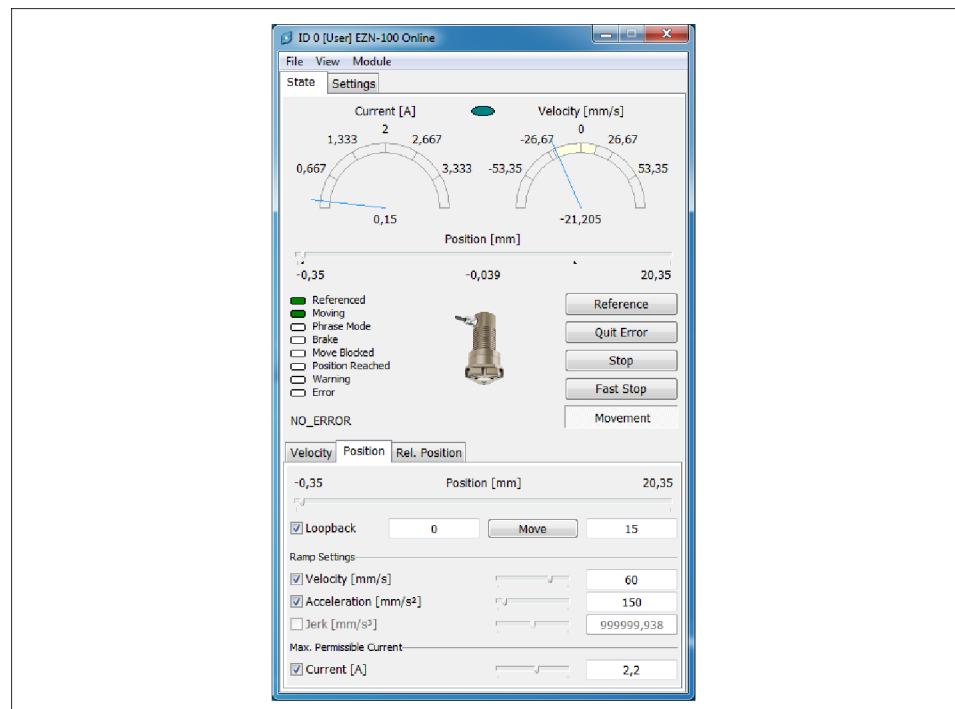 ID 0 [User] EZN-100 Online
File View Module
State Settings
Current [A] Velocity [mm/s]
2 0
1,333 2,667 -26,67 26,67
0,667 3,333 -53,35 53,35
0,15 -21,205
Position [mm]
-0,35 -0,039 20,35
Referenced
Moving
Phrase Mode
Brake
Move Blocked
Position Reached
Warning
Error
Reference
Quit Error
Stop
Fast Stop
NO_ERROR Movement
Velocity Position Rel. Position
-0,35 Position [mm] 20,35
Loopback 0 Move 15
Ramp Settings
Velocity [mm/s] 60
Acceleration [mm/s²] 150
Jerk [mm/s³] 999999,938
Max. Permissible Current
Current [A] 2,2